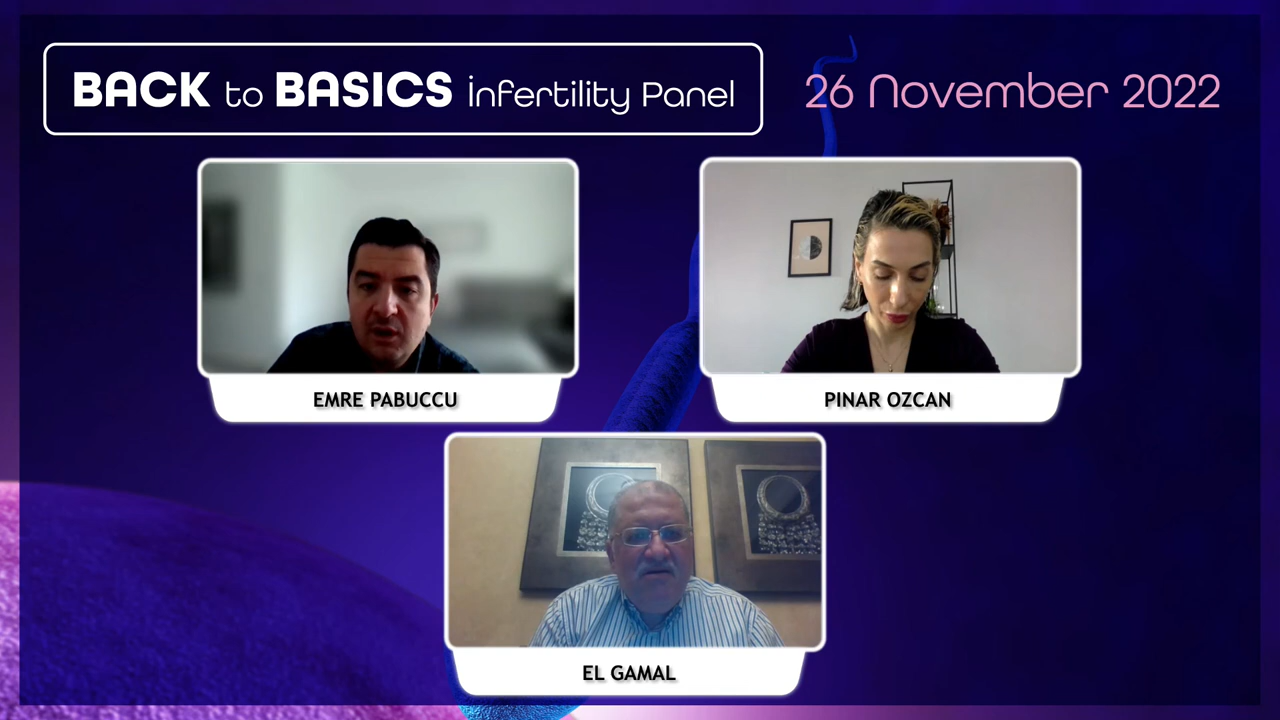 BACK to BASICS infertility Panel
26 November 2022
EMRE PABUCCU
PINAR OZCAN
EL GAMAL